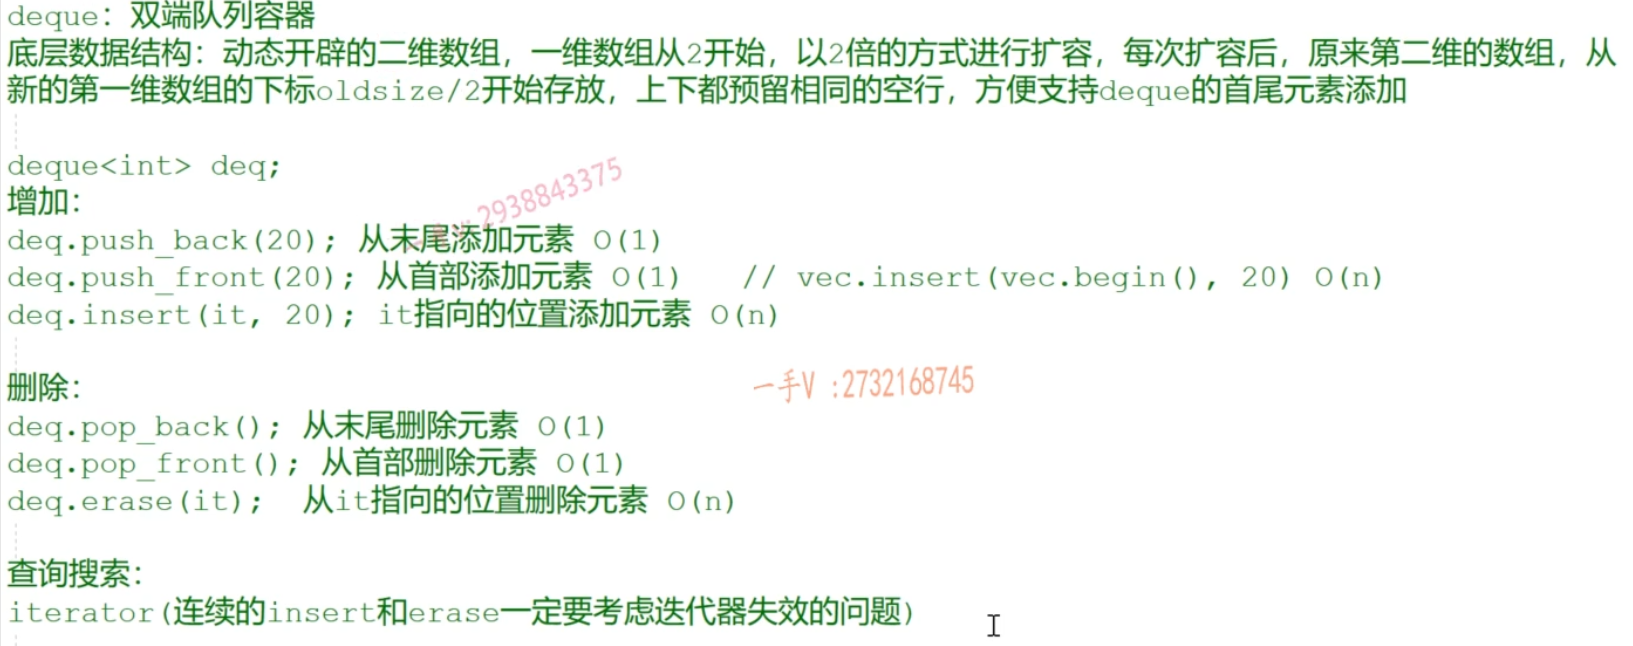 deque：双端队列容器
底层数据结构：动态开辟的二维数组，一维数组从2开始，以2倍的方式进行扩容，每次扩容后，原来第二维的数组，从
新的第一维数组的下标oldsize/2开始存放，上下都预留相同的空行，方便支持deque的首尾元素添加
deque<int> deq;
增加：
2938843375
deq.push_back(20); 从末尾添加元素 O(1)
deq.push_front(20); 从首部添加元素 O(1)   // vec.insert(vec.begin(), 20) O(n)
deq.insert(it, 20); it指向的位置添加元素 O(n)
删除：
一手V :2732168745
deq.pop_back(); 从末尾删除元素 O(1)
deq.pop_front(); 从首部删除元素 O(1)
deq.erase(it);  从it指向的位置删除元素 O(n)
查询搜索：
iterator(连续的insert和erase一定要考虑迭代器失效的问题)